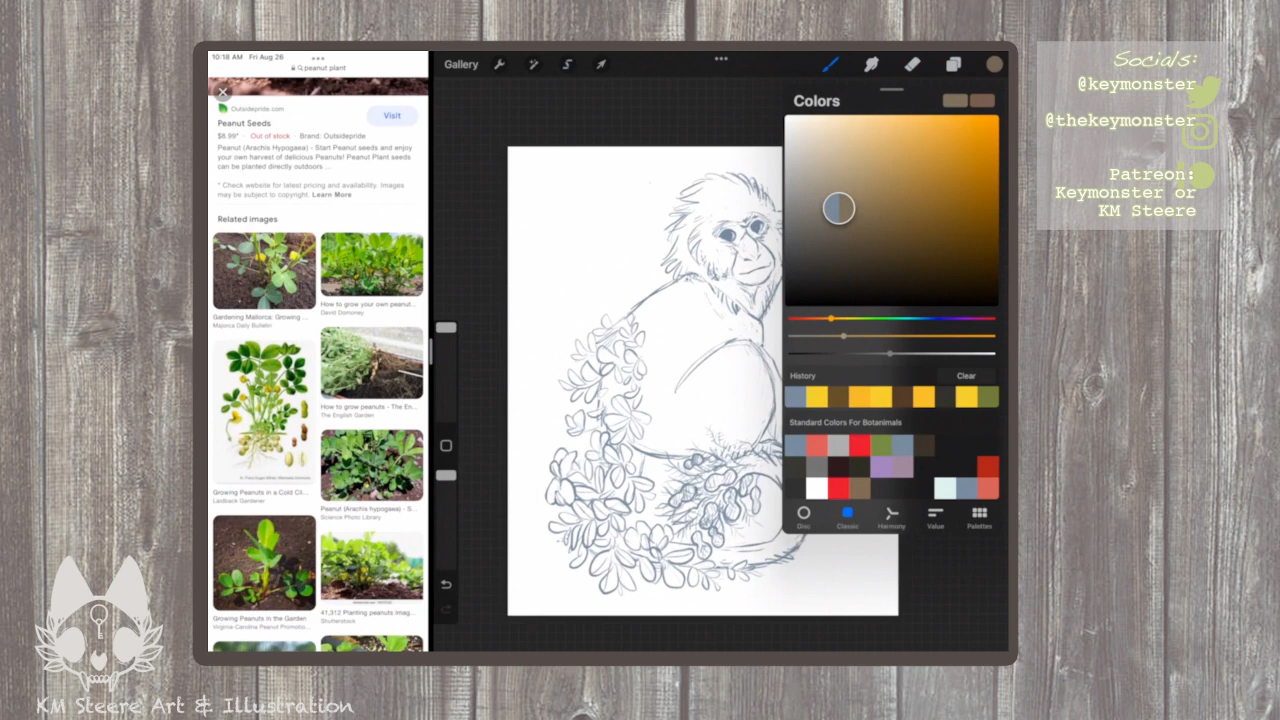 10:18 AM Fri Aug 26
peanut plant
Outsidepride.com
Peanut Seeds
Visit
$8.99* · Out of stock · Brand: Outsidepride
Peanut (Arachis Hypogaea) - Start Peanut seeds and enjoy
your own harvest of delicious Peanuts! Peanut Plant seeds
can be planted directly outdoors ...
* Check website for latest pricing and availability. Images
may be subject to copyright. Learn More
Related images
Gardening Mallorca: Growing ...
Majorca Daily Bulletin
How to grow your own peanut...
David Domoney
How to grow peanuts - The En...
The English Garden
Growing Peanuts in a Cold Cli...
Laidback Gardener
Peanut (Arachis hypogaea) - S...
Science Photo Library
Growing Peanuts in the Garden
Virginia-Carolina Peanut Promotio...
41,312 Planting peanuts Imag...
Shutterstock
Gallery
Colors
History
Clear
Standard Colors For Botanimals
Disc
Classic
Harmony
Value
Palettes
Socials:
@keymonster
@thekeymonster
Patreon:
Keymonster or
KM Steere
KM Steere Art & Illustration